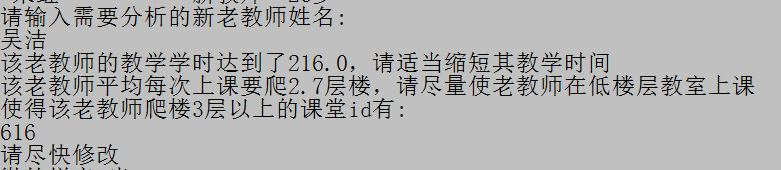 请输入需要分析的新老教师姓名:
吴洁
该老教师的教学学时达到了216.0，请适当缩短其教学时间
该老教师平均每次上课要爬2.7层楼，请尽量使老教师在低楼层教室上课
使得该老教师爬楼3层以上的课堂id有:
616
请尽快修改